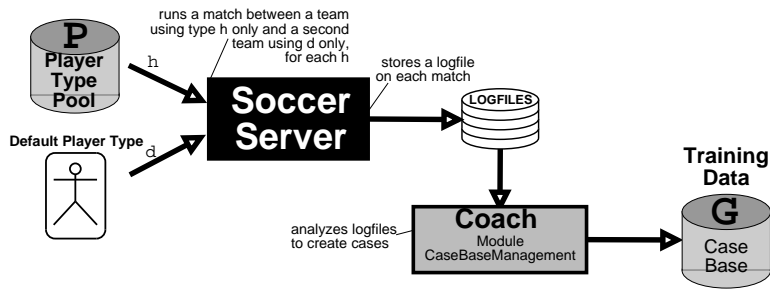 runs a match between a team
using type h only and a second
team using d only,
for each h
P
Player
Type
Pool
h
stores a logfile
on each match
Soccer
Server
LOGFILES
Default Player Type
d
Training
Data
G
Case
Base
analyzes logfiles
to create cases
Coach
Module
CaseBaseManagement